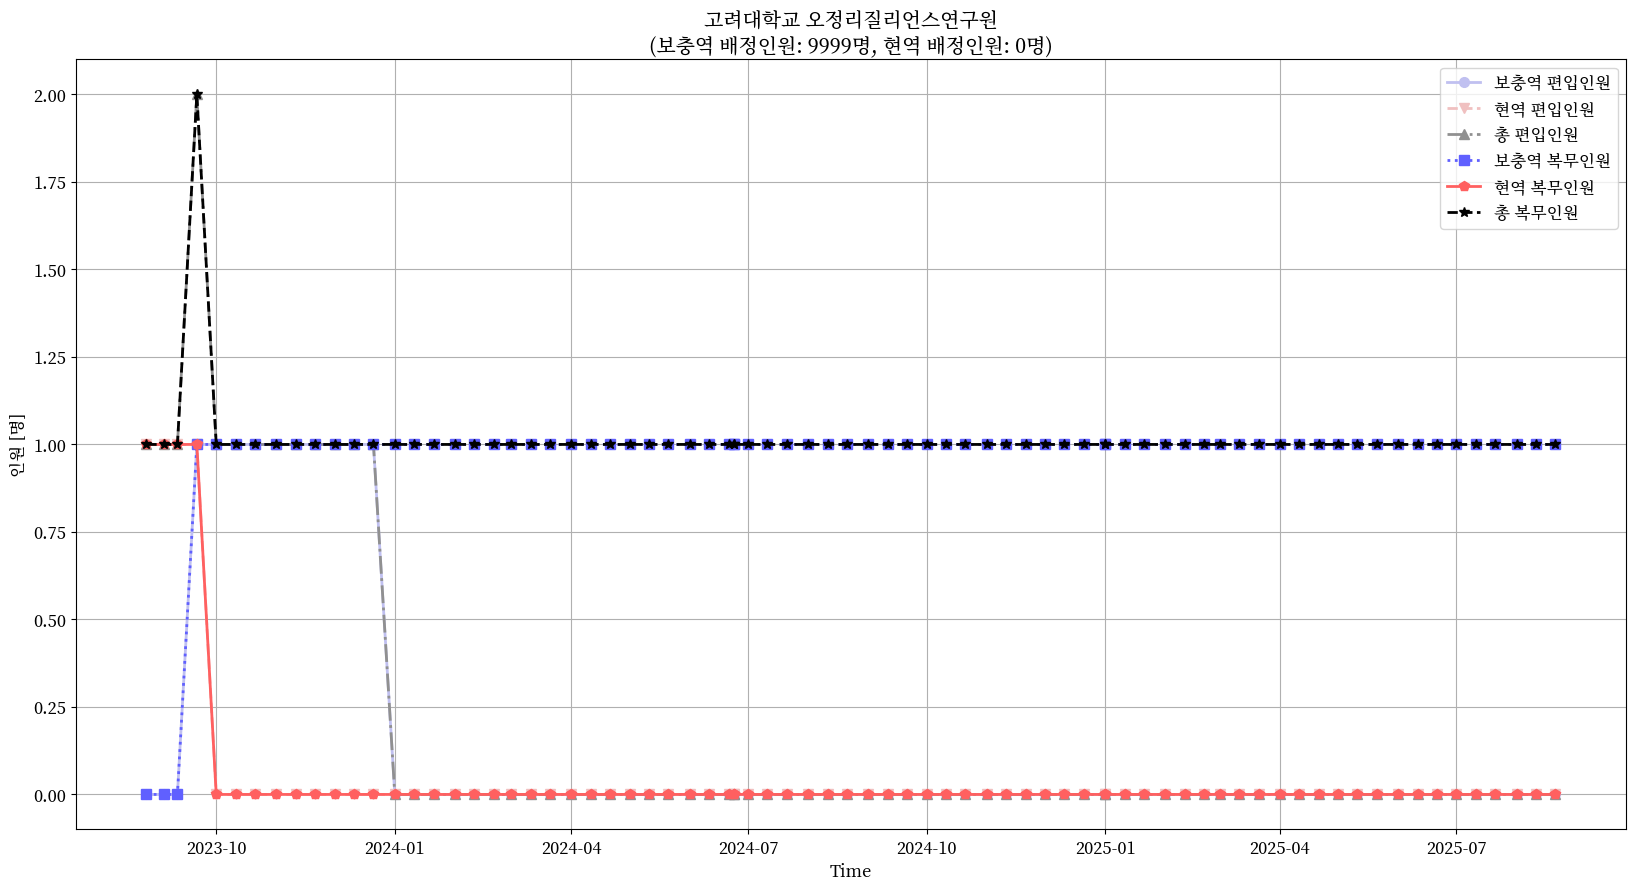 고려대학교 오정리질리언스연구원
(보충역 배정인원: 9999명, 현역 배정인원: 0명)
보충역 편입인원
현역 편입인원
총 편입인원
보충역 복무인원
현역 복무인원
총 복무인원
2.00
1.75
1.50
1.25
1.00
0.75
0.50
0.25
0.00
인원 [명]
2023-10
2024-01
2024-04
2024-07
2024-10
2025-01
2025-04
2025-07
Time